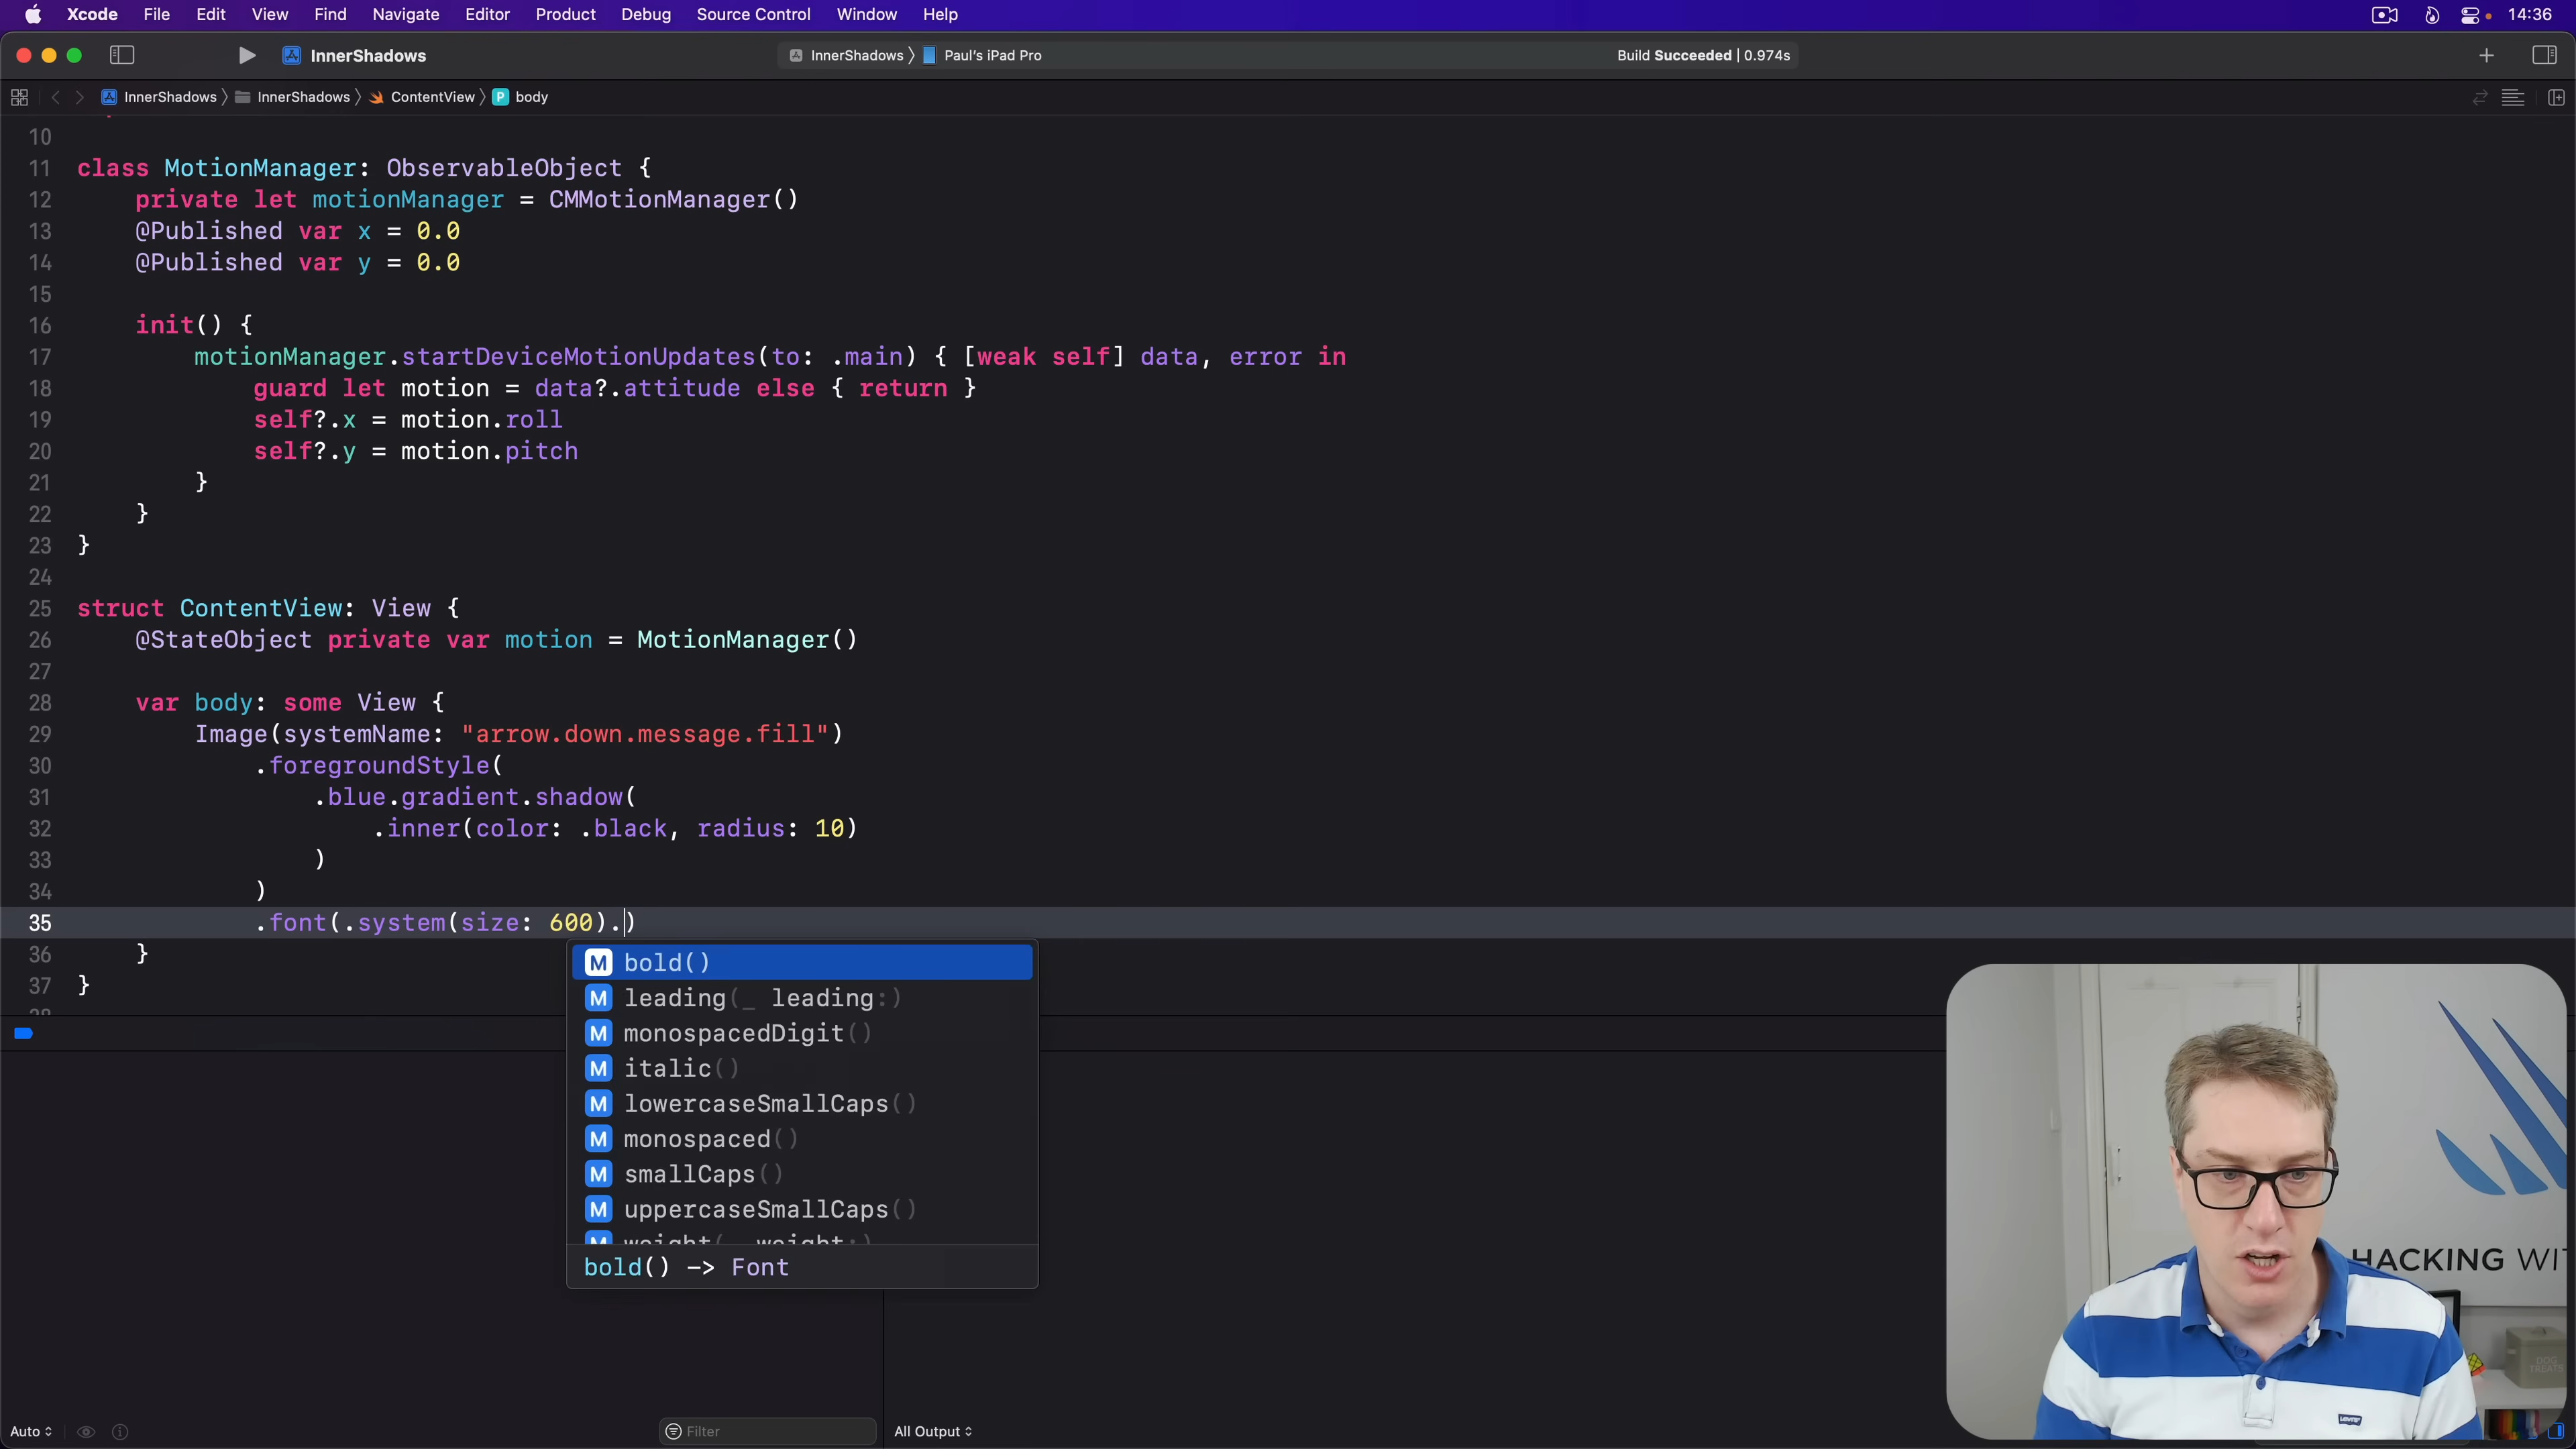 Xcode File Edit View Find Navigate Editor Product Debug Source Control Window Help 14:36
InnerShadows InnerShadows 〉 Paul's iPad Pro Build Succeeded | 0.974s
InnerShadows 〉 InnerShadows 〉 ContentView 〉 P body
10
11 class MotionManager: ObservableObject {
12 private let motionManager = CMMotionManager()
13 @Published var x = 0.0
14 @Published var y = 0.0
15
16 init() {
17 motionManager.startDeviceMotionUpdates(to: .main) { [weak self] data, error in
18 guard let motion = data?.attitude else { return }
19 self?.x = motion.roll
20 self?.y = motion.pitch
21 }
22 }
23 }
24
25 struct ContentView: View {
26 @StateObject private var motion = MotionManager()
27
28 var body: some View {
29 Image(systemName: "arrow.down.message.fill")
30 .foregroundStyle(
31 .blue.gradient.shadow(
32 .inner(color: .black, radius: 10)
33 )
34 )
35 .font(.system(size: 600).)
36 }
37 }
M bold()
M leading(_ leading:)
M monospacedDigit()
M italic()
M lowercaseSmallCaps()
M monospaced()
M smallCaps()
M uppercaseSmallCaps()
M weight(_ weight:)
bold() -> Font
HACKING WIT
DOG
TREATS
Levi's
Auto Filter All Output